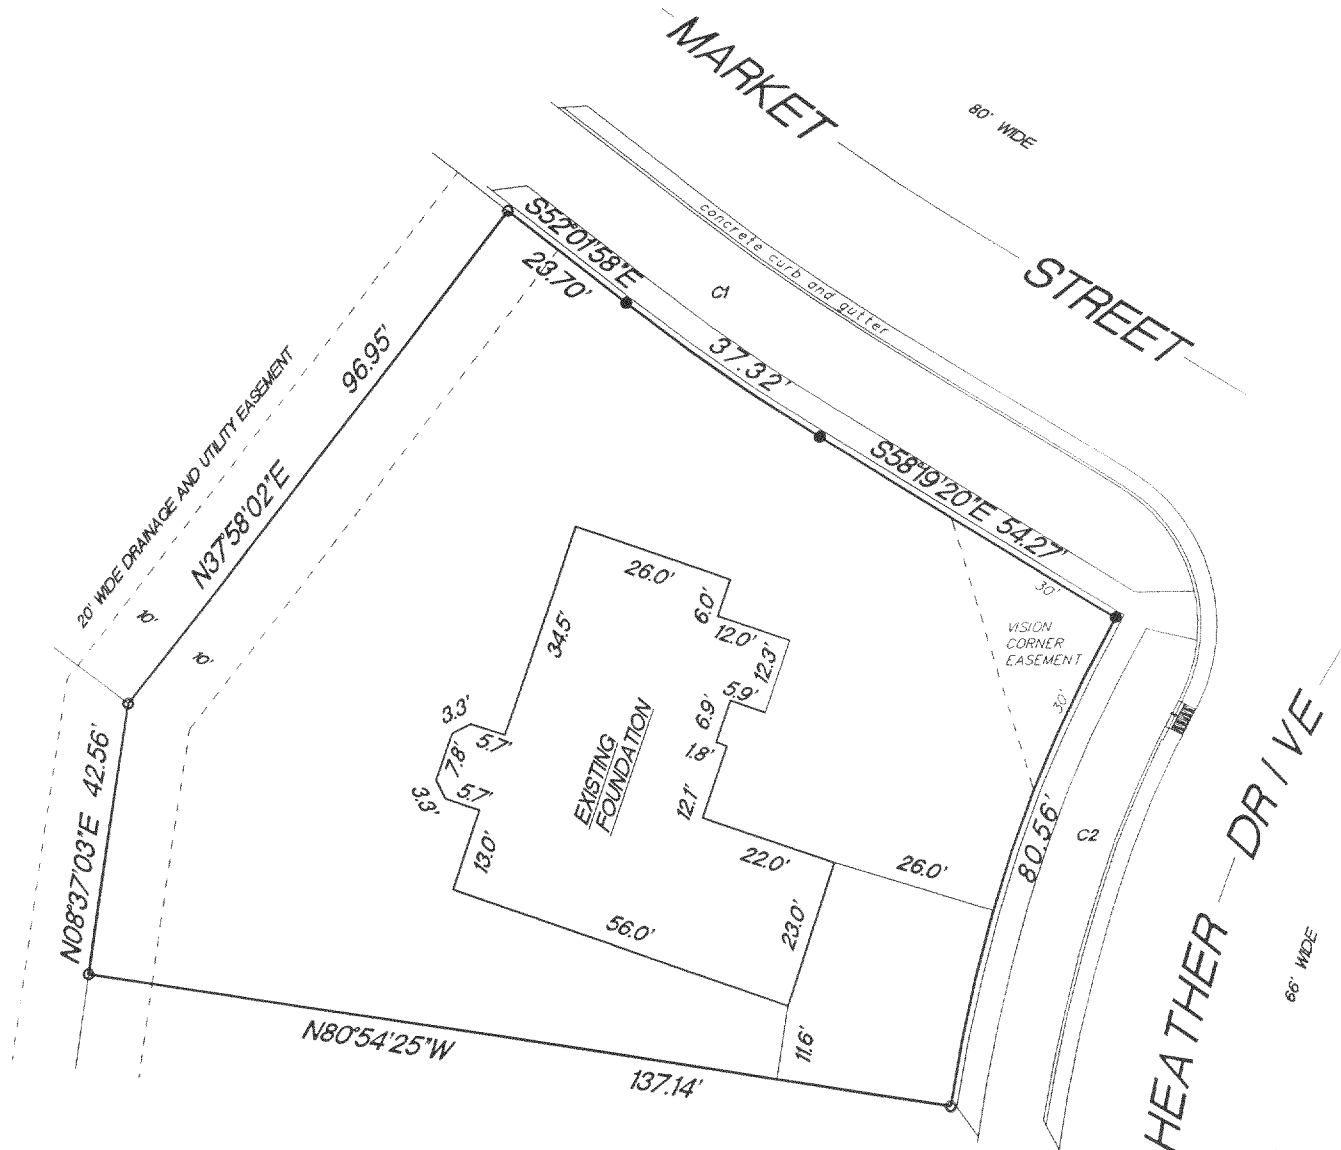 MARKET
STREET
80' WIDE
concrete curb and gutter
S52°01'58"E
23.70'
C1
37.32'
S58°19'20"E 54.27'
96.95'
N37°58'02"E
20' WIDE DRAINAGE AND UTILITY EASEMENT
10'
10'
30'
VISION
CORNER
EASEMENT
30'
26.0'
6.0'
12.0'
12.3'
5.9'
6.9'
1.8'
12.1'
34.5'
3.3'
5.7'
7.8'
3.3'
5.7'
13.0'
EXISTING
FOUNDATION
22.0'
26.0'
56.0'
23.0'
11.6'
80.56'
C2
HEATHER DRIVE
66' WIDE
N08°37'03"E 42.56'
N80°54'25"W
137.14'